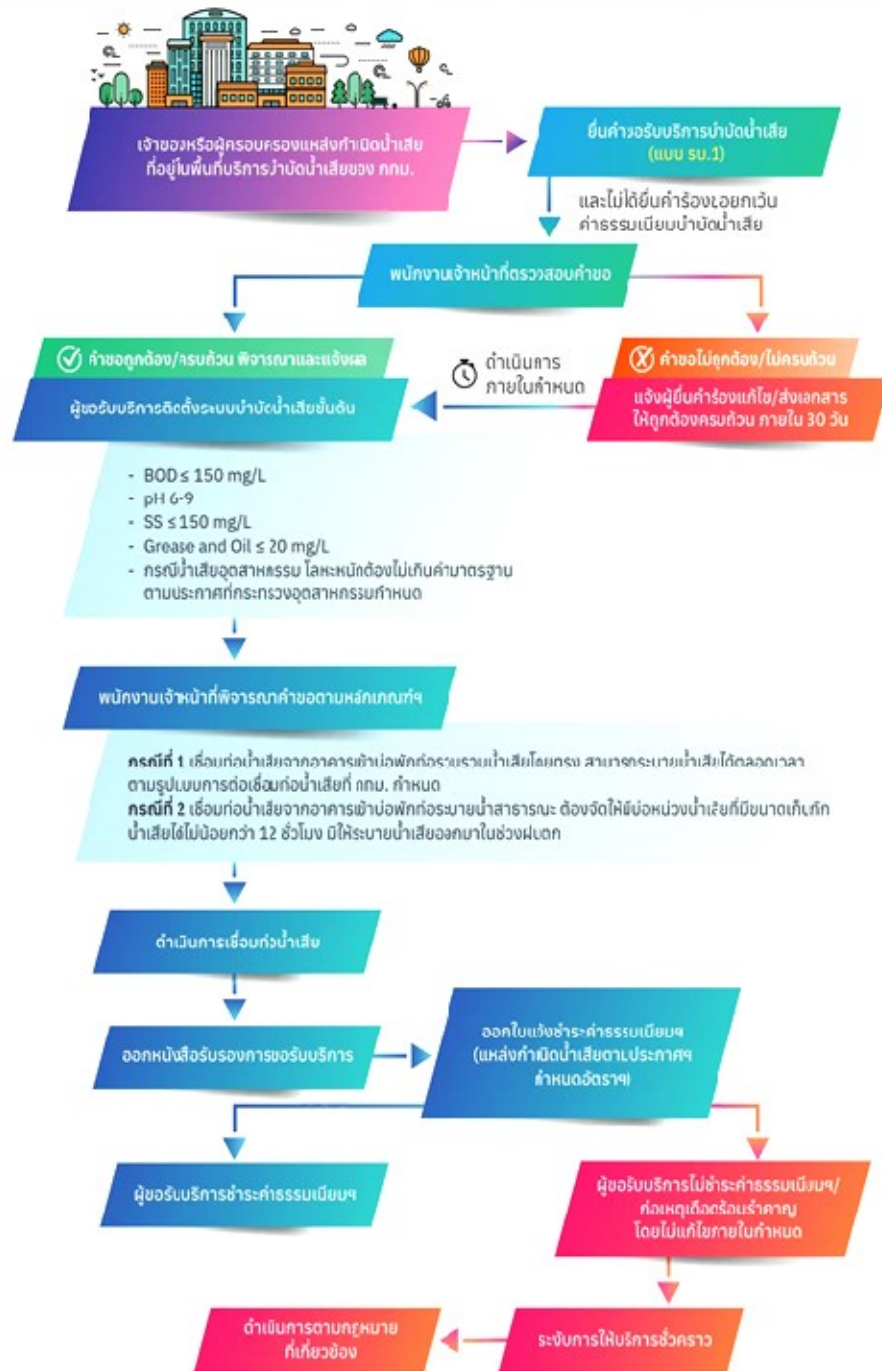 เจ้าของหรือผู้ครอบครองแหล่งกำเนิดน้ำเสีย
ที่อยู่ในพื้นที่บริการบำบัดน้ำเสียของ กทม.
ยื่นคำขอรับบริการบำบัดน้ำเสีย
(แบบ รบ.1)
และไม่ได้ยื่นคำร้องขอยกเว้น
ค่าธรรมเนียมบำบัดน้ำเสีย
พนักงานเจ้าหน้าที่ตรวจสอบคำขอ
คำขอถูกต้อง/ครบถ้วน พิจารณาและแจ้งผล
ผู้ขอรับบริการติดตั้งระบบบำบัดน้ำเสียขั้นต้น
ดำเนินการ
ภายในกำหนด
คำขอไม่ถูกต้อง/ไม่ครบถ้วน
แจ้งผู้ยื่นคำร้องแก้ไข/ส่งเอกสาร
ให้ถูกต้องครบถ้วน ภายใน 30 วัน
- BOD ≤ 150 mg/L
- pH 6-9
- SS ≤ 150 mg/L
- Grease and Oil ≤ 20 mg/L
- กรณีน้ำเสียอุตสาหกรรม โลหะหนักต้องไม่เกินค่ามาตรฐาน
ตามประกาศที่กระทรวงอุตสาหกรรมกำหนด
พนักงานเจ้าหน้าที่พิจารณาคำขอตามหลักเกณฑ์ฯ
กรณีที่ 1 เชื่อมท่อน้ำเสียจากอาคารเข้าบ่อพักท่อรวบรวมน้ำเสียโดยตรง สามารถระบายน้ำเสียได้ตลอดเวลา
ตามรูปแบบการต่อเชื่อมท่อน้ำเสียที่ กทม. กำหนด
กรณีที่ 2 เชื่อมท่อน้ำเสียจากอาคารเข้าบ่อพักท่อระบายน้ำสาธารณะ ต้องจัดให้มีบ่อหน่วงน้ำเสียที่มีขนาดเก็บกัก
น้ำเสียได้ไม่น้อยกว่า 12 ชั่วโมง มิให้ระบายน้ำเสียออกมาในช่วงฝนตก
ดำเนินการเชื่อมท่อน้ำเสีย
ออกหนังสือรับรองการขอรับบริการ
ออกใบแจ้งชำระค่าธรรมเนียมฯ
(แหล่งกำเนิดน้ำเสียตามประกาศฯ
กำหนดอัตราฯ)
ผู้ขอรับบริการชำระค่าธรรมเนียมฯ
ผู้ขอรับบริการไม่ชำระค่าธรรมเนียมฯ/
ก่อเหตุเดือดร้อนรำคาญ
โดยไม่แก้ไขภายในกำหนด
ดำเนินการตามกฎหมาย
ที่เกี่ยวข้อง
ระงับการให้บริการชั่วคราว